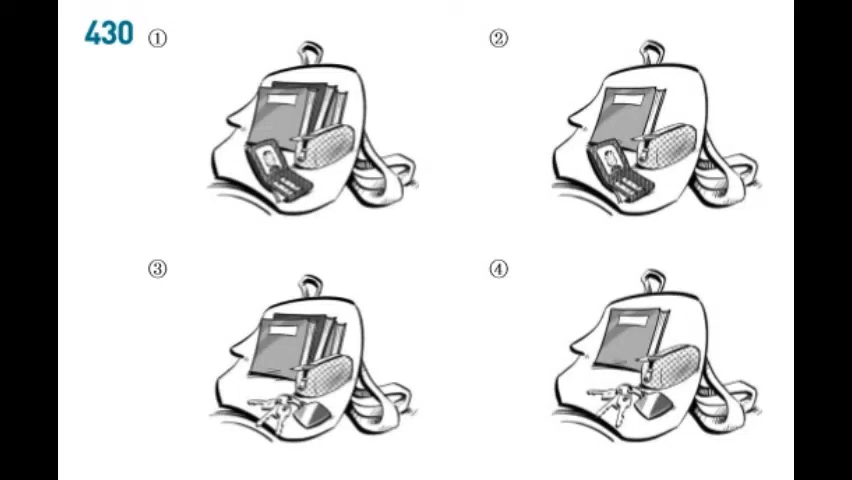 430 ① ②
③ ④